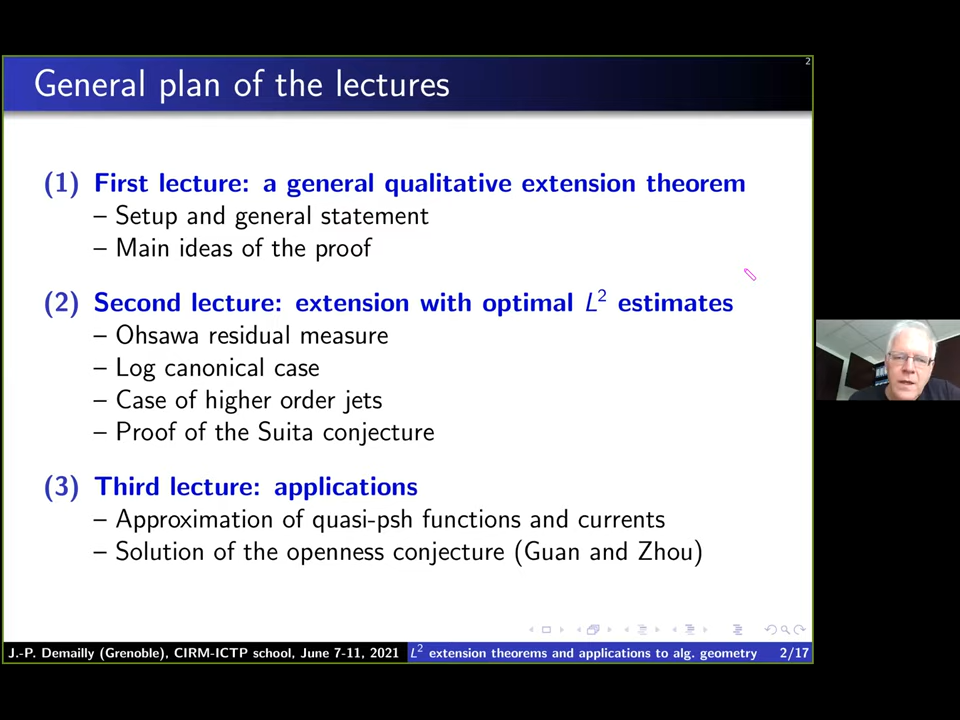 2
General plan of the lectures
(1) First lecture: a general qualitative extension theorem
– Setup and general statement
– Main ideas of the proof
(2) Second lecture: extension with optimal L² estimates
– Ohsawa residual measure
– Log canonical case
– Case of higher order jets
– Proof of the Suita conjecture
(3) Third lecture: applications
– Approximation of quasi-psh functions and currents
– Solution of the openness conjecture (Guan and Zhou)
J.-P. Demailly (Grenoble), CIRM-ICTP school, June 7-11, 2021 L² extension theorems and applications to alg. geometry 2/17